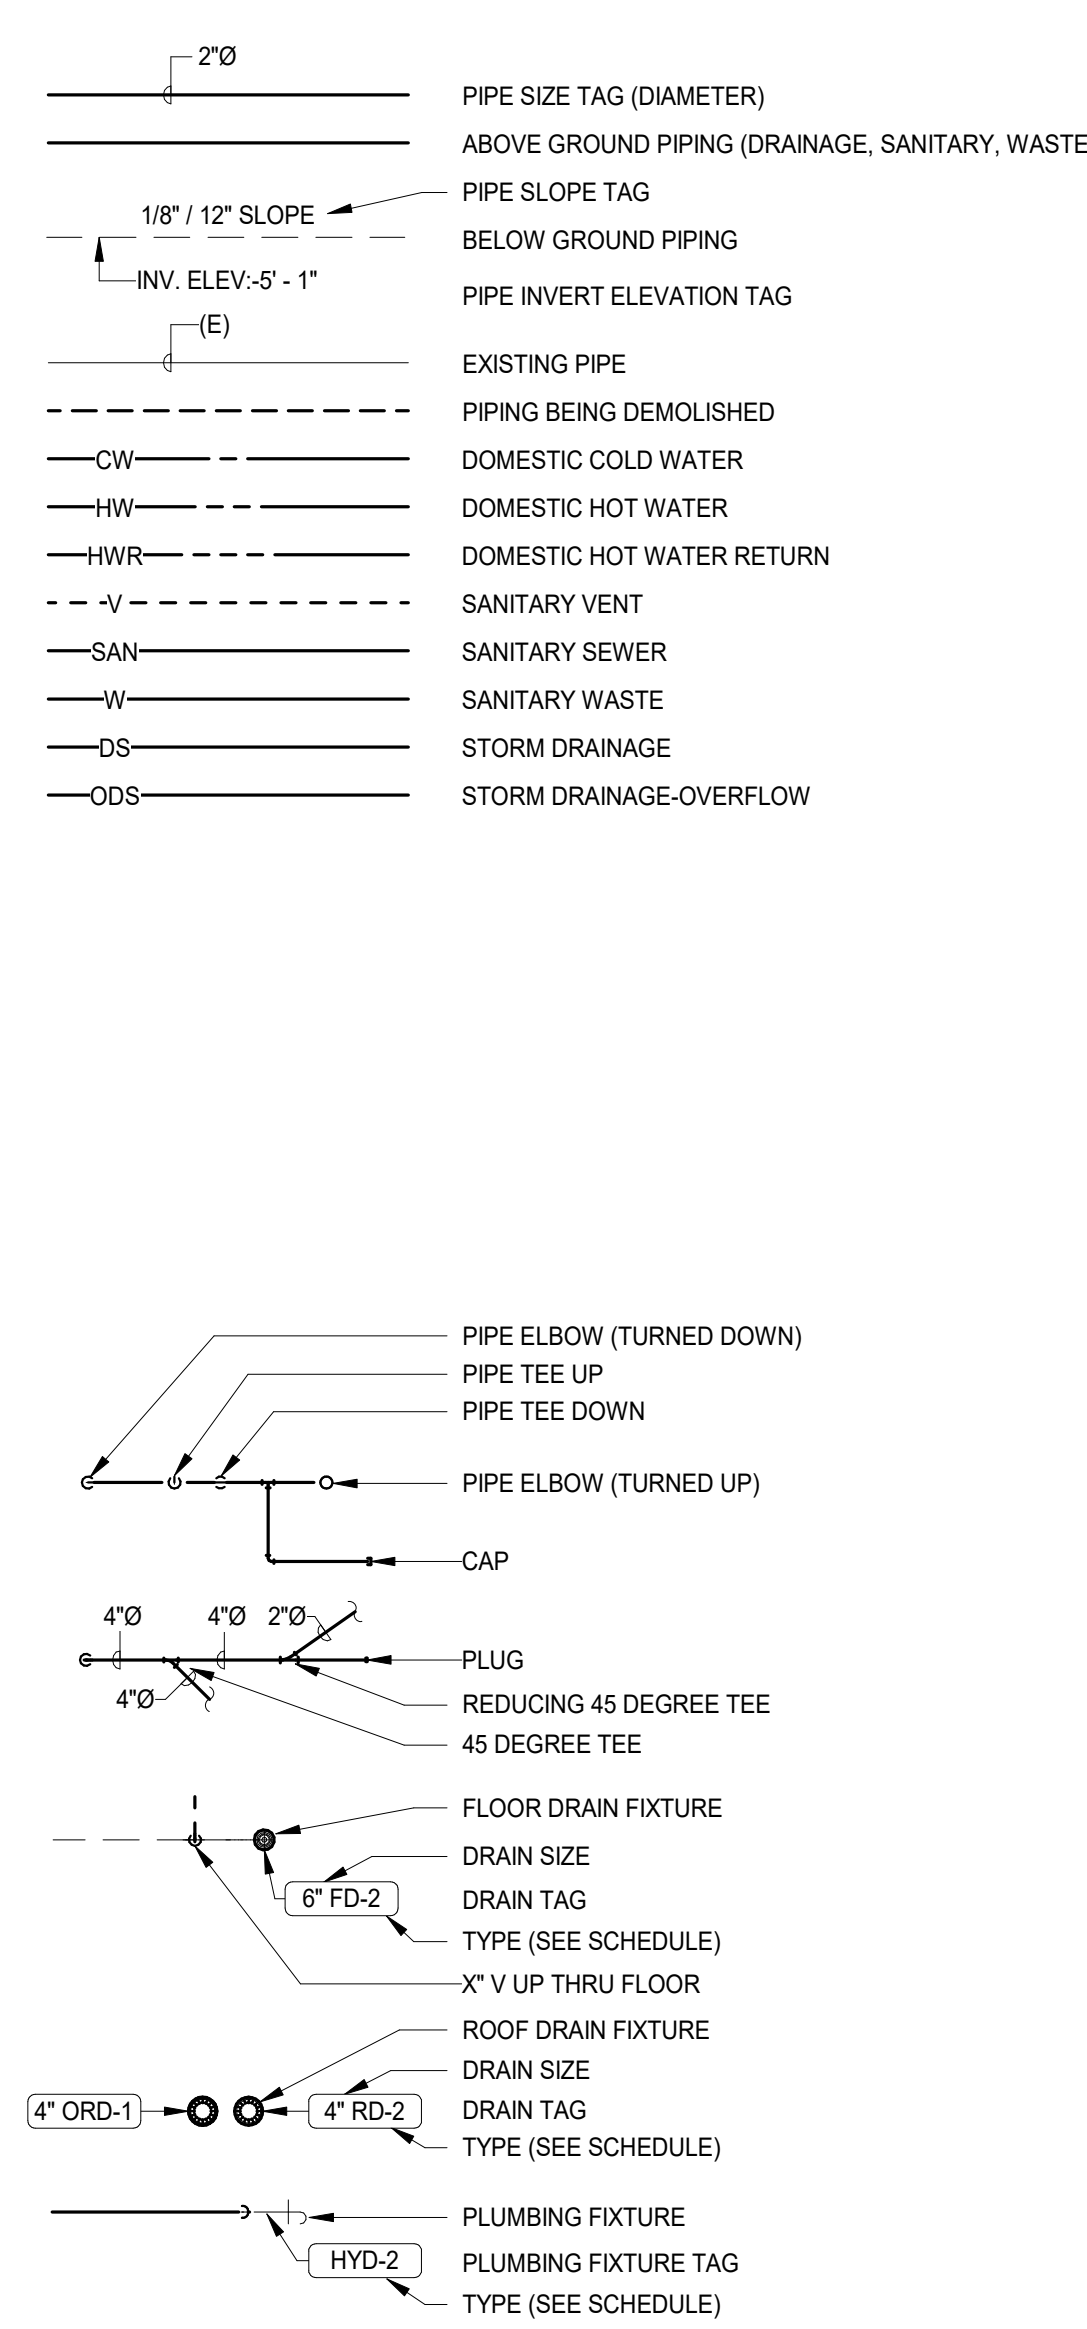 2"Ø
PIPE SIZE TAG (DIAMETER)
ABOVE GROUND PIPING (DRAINAGE, SANITARY, WASTE
PIPE SLOPE TAG
1/8" / 12" SLOPE
BELOW GROUND PIPING
INV. ELEV:-5' - 1"
PIPE INVERT ELEVATION TAG
(E)
EXISTING PIPE
PIPING BEING DEMOLISHED
CW DOMESTIC COLD WATER
HW DOMESTIC HOT WATER
HWR DOMESTIC HOT WATER RETURN
V SANITARY VENT
SAN SANITARY SEWER
W SANITARY WASTE
DS STORM DRAINAGE
ODS STORM DRAINAGE-OVERFLOW
PIPE ELBOW (TURNED DOWN)
PIPE TEE UP
PIPE TEE DOWN
PIPE ELBOW (TURNED UP)
CAP
4"Ø 4"Ø 2"Ø
PLUG
4"Ø
REDUCING 45 DEGREE TEE
45 DEGREE TEE
FLOOR DRAIN FIXTURE
DRAIN SIZE
6" FD-2 DRAIN TAG
TYPE (SEE SCHEDULE)
X" V UP THRU FLOOR
ROOF DRAIN FIXTURE
DRAIN SIZE
4" ORD-1 4" RD-2 DRAIN TAG
TYPE (SEE SCHEDULE)
PLUMBING FIXTURE
HYD-2 PLUMBING FIXTURE TAG
TYPE (SEE SCHEDULE)